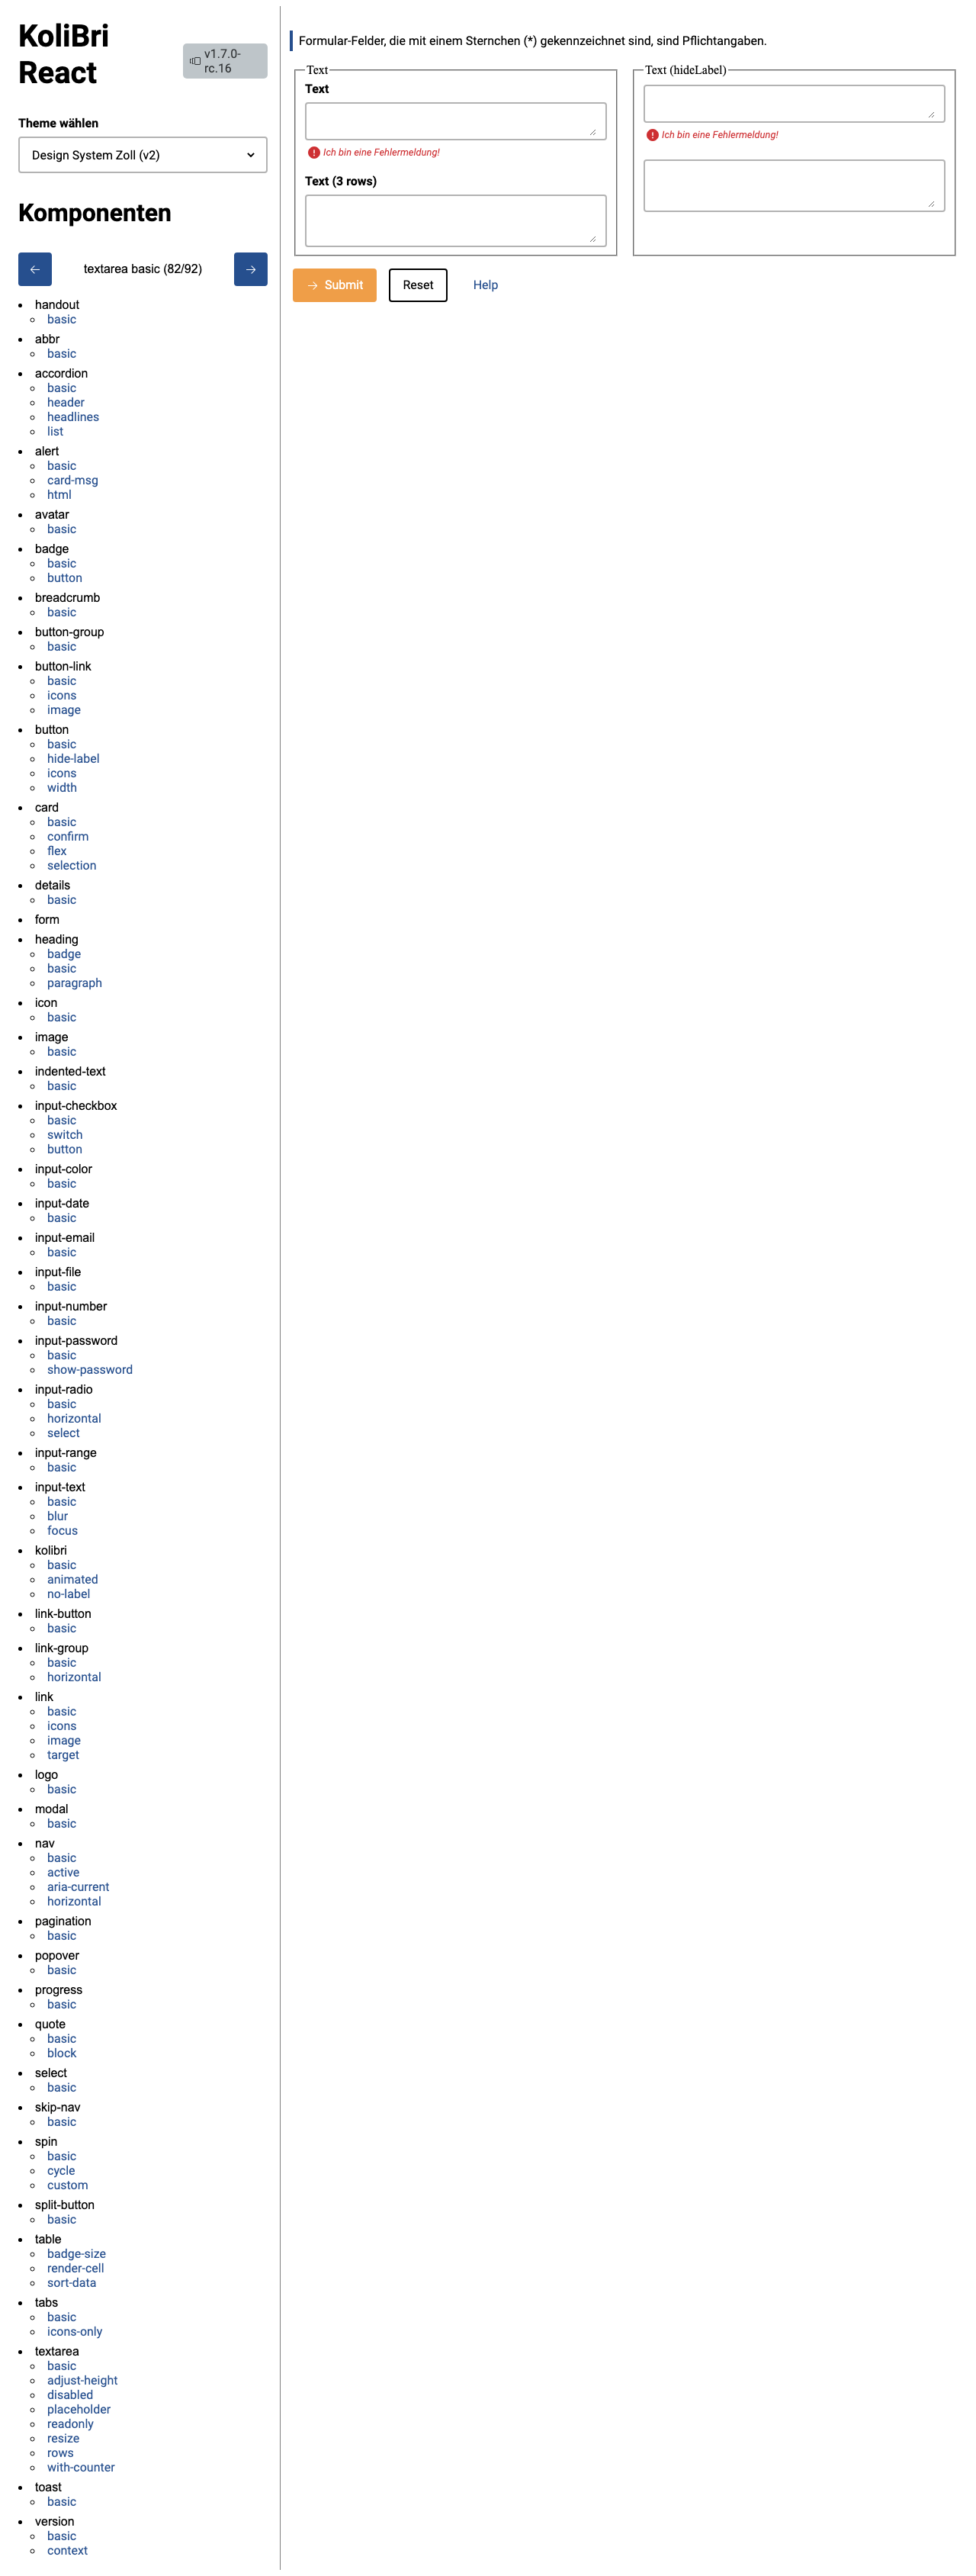 KoliBri
React
v1.7.0-
rc.16
Theme wählen
Design System Zoll (v2)
Komponenten
← textarea basic (82/92) →
handout
basic
abbr
basic
accordion
basic
header
headlines
list
alert
basic
card-msg
html
avatar
basic
badge
basic
button
breadcrumb
basic
button-group
basic
button-link
basic
icons
image
button
basic
hide-label
icons
width
card
basic
confirm
flex
selection
details
basic
form
heading
badge
basic
paragraph
icon
basic
image
basic
indented-text
basic
input-checkbox
basic
switch
button
input-color
basic
input-date
basic
input-email
basic
input-file
basic
input-number
basic
input-password
basic
show-password
input-radio
basic
horizontal
select
input-range
basic
input-text
basic
blur
focus
kolibri
basic
animated
no-label
link-button
basic
link-group
basic
horizontal
link
basic
icons
image
target
logo
basic
modal
basic
nav
basic
active
aria-current
horizontal
pagination
basic
popover
basic
progress
basic
quote
basic
block
select
basic
skip-nav
basic
spin
basic
cycle
custom
split-button
basic
table
badge-size
render-cell
sort-data
tabs
basic
icons-only
textarea
basic
adjust-height
disabled
placeholder
readonly
resize
rows
with-counter
toast
basic
version
basic
context
Formular-Felder, die mit einem Sternchen (*) gekennzeichnet sind, sind Pflichtangaben.
Text
Text
Ich bin eine Fehlermeldung!
Text (3 rows)
Text (hideLabel)
Ich bin eine Fehlermeldung!
→ Submit
Reset
Help